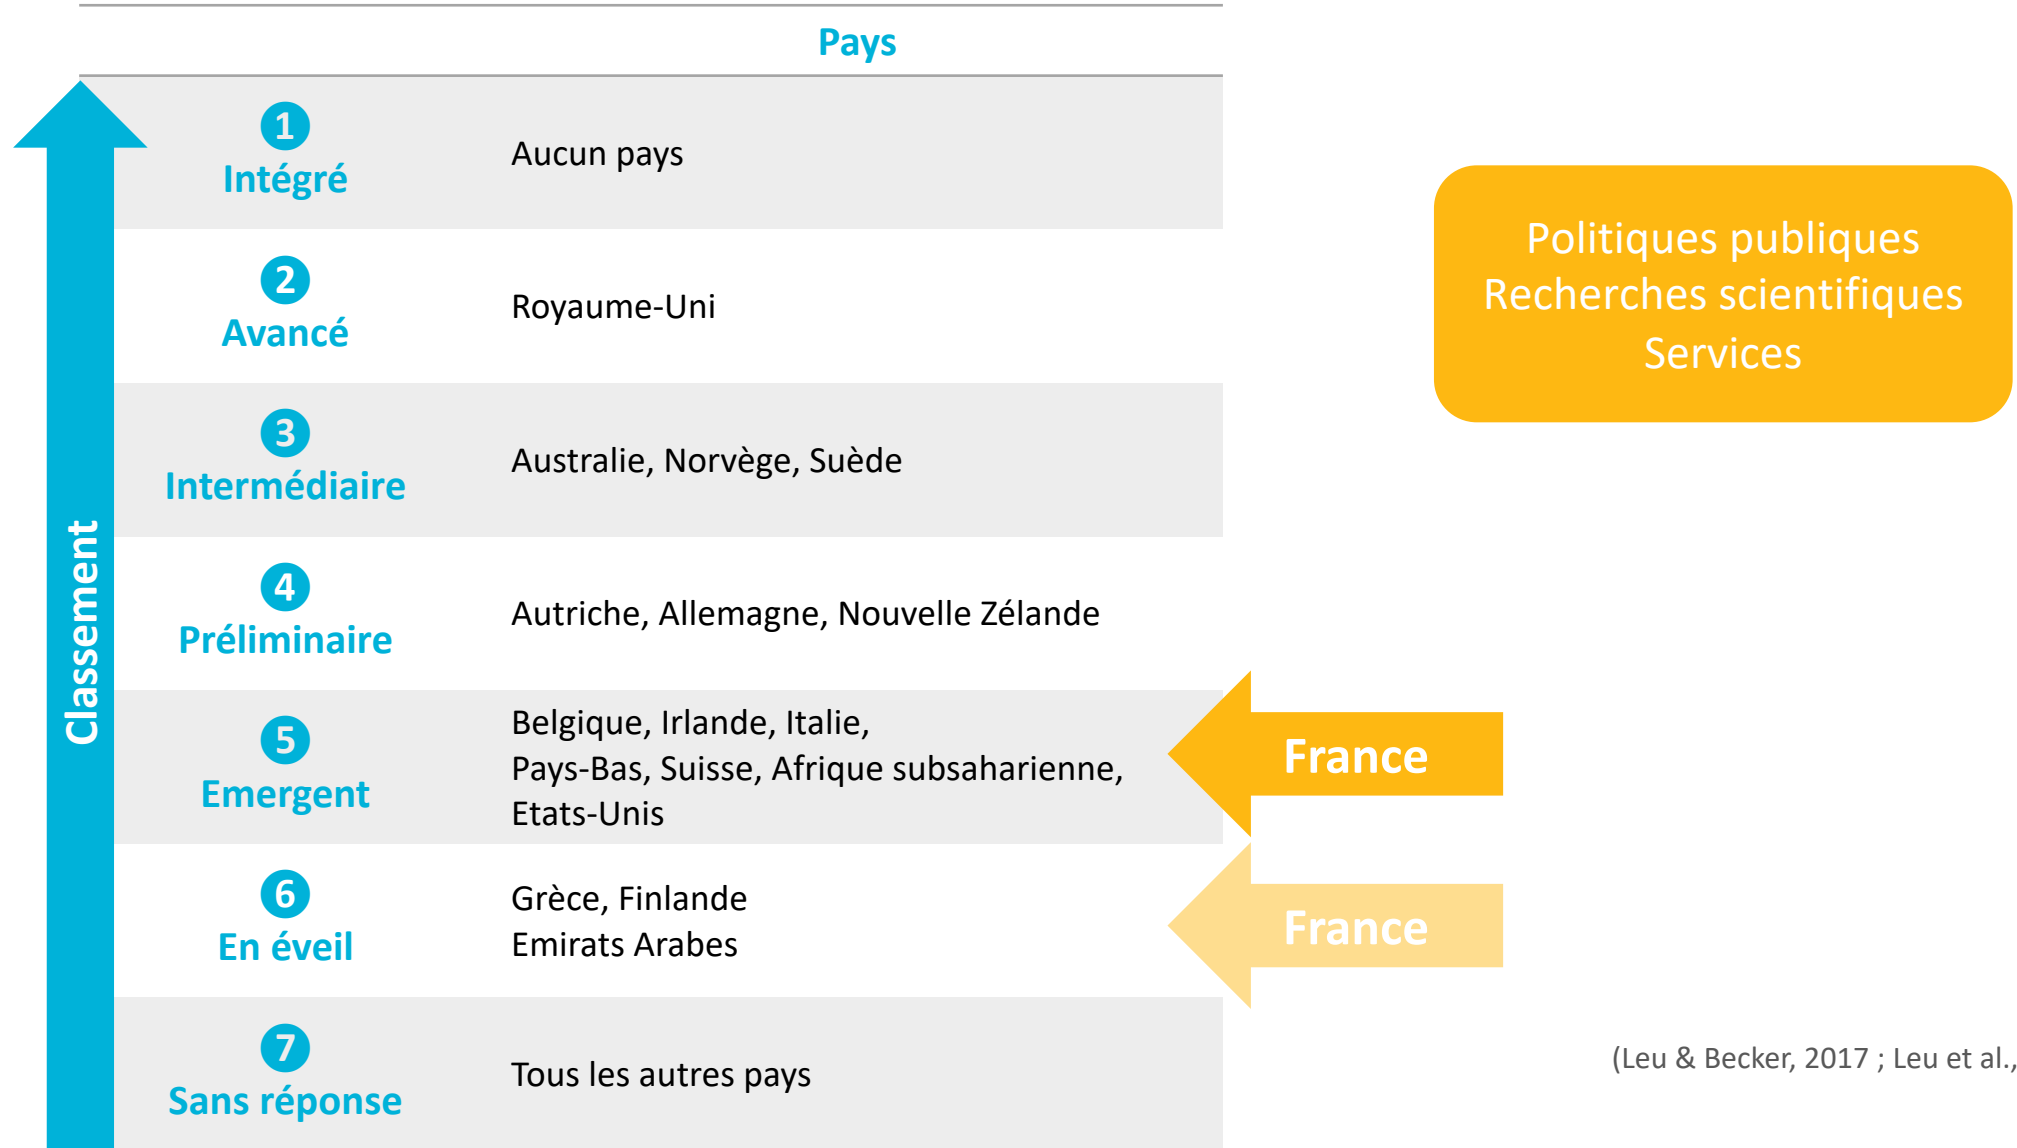 Pays
Classement
1
Intégré
Aucun pays
2
Avancé
Royaume-Uni
3
Intermédiaire
Australie, Norvège, Suède
4
Préliminaire
Autriche, Allemagne, Nouvelle Zélande
5
Emergent
Belgique, Irlande, Italie,
Pays-Bas, Suisse, Afrique subsaharienne,
Etats-Unis
France
6
En éveil
Grèce, Finlande
Emirats Arabes
France
7
Sans réponse
Tous les autres pays
Politiques publiques
Recherches scientifiques
Services
(Leu & Becker, 2017 ; Leu et al.,